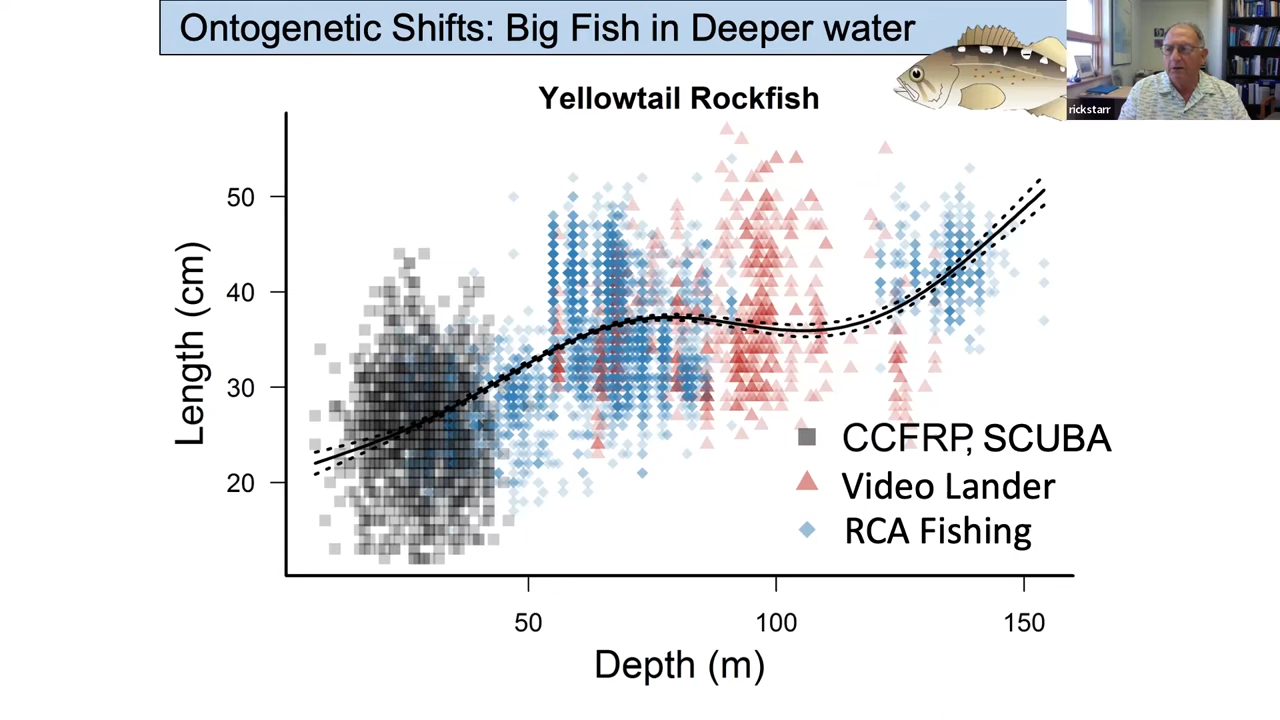 Ontogenetic Shifts: Big Fish in Deeper water
rickstarr
Yellowtail Rockfish
Length (cm)
50
40
30
20
CCFRP, SCUBA
Video Lander
RCA Fishing
50
100
150
Depth (m)